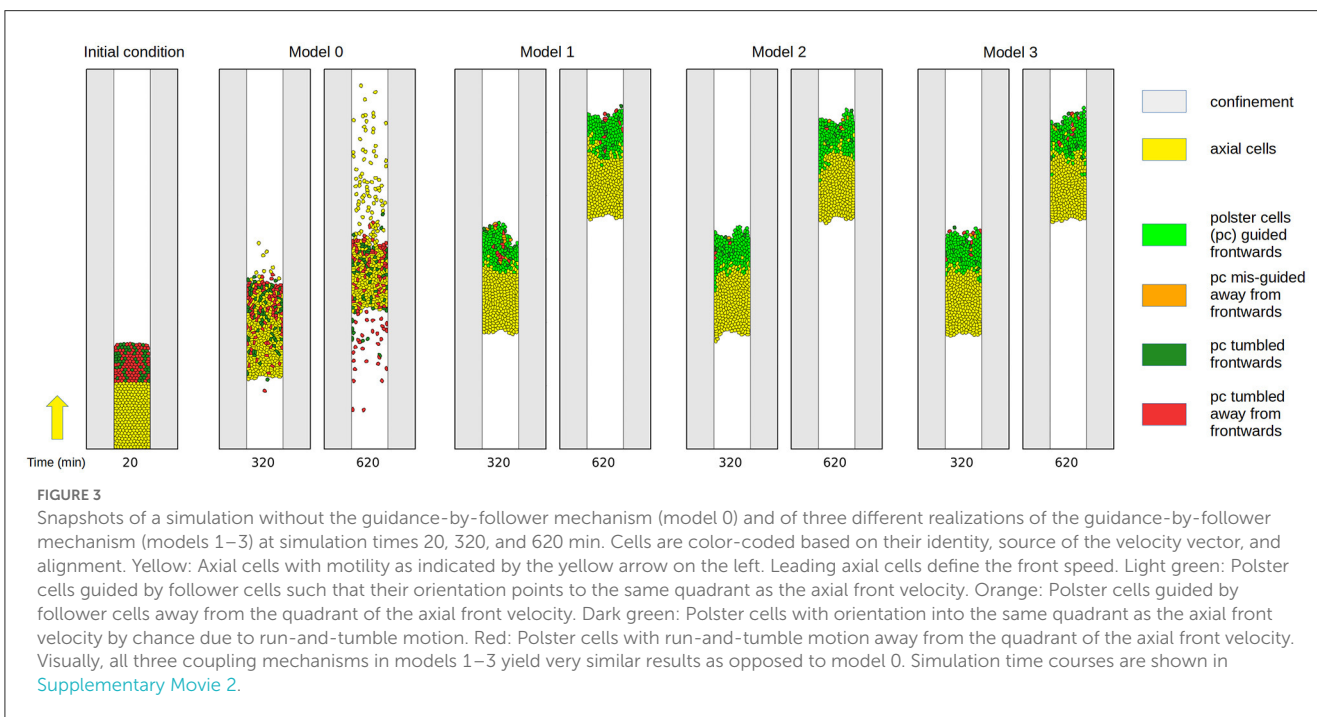 Initial condition
Model 0
Model 1
Model 2
Model 3
confinement
axial cells
polster cells
(pc) guided
frontwards
pc mis-guided
away from
frontwards
pc tumbled
frontwards
pc tumbled
away from
frontwards
Time (min)
20
320
620
320
620
320
620
320
620
FIGURE 3
Snapshots of a simulation without the guidance-by-follower mechanism (model 0) and of three different realizations of the guidance-by-follower
mechanism (models 1–3) at simulation times 20, 320, and 620 min. Cells are color-coded based on their identity, source of the velocity vector, and
alignment. Yellow: Axial cells with motility as indicated by the yellow arrow on the left. Leading axial cells define the front speed. Light green: Polster
cells guided by follower cells such that their orientation points to the same quadrant as the axial front velocity. Orange: Polster cells guided by
follower cells away from the quadrant of the axial front velocity. Dark green: Polster cells with orientation into the same quadrant as the axial front
velocity by chance due to run-and-tumble motion. Red: Polster cells with run-and-tumble motion away from the quadrant of the axial front velocity.
Visually, all three coupling mechanisms in models 1–3 yield very similar results as opposed to model 0. Simulation time courses are shown in
Supplementary Movie 2.